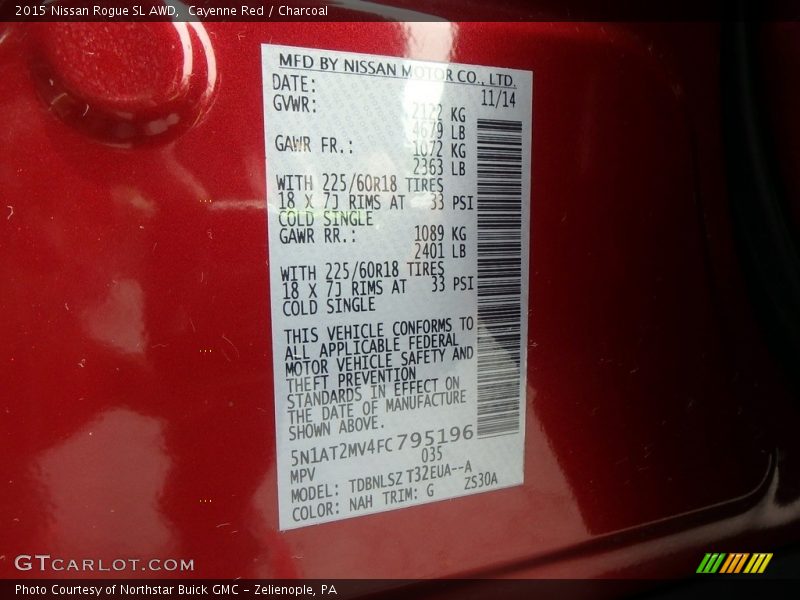 2015 Nissan Rogue SL AWD, Cayenne Red / Charcoal
MFD BY NISSAN MOTOR CO., LTD.
DATE: 11/14
GVWR: 2122 KG
4679 LB
GAWR FR.: 1072 KG
2363 LB
WITH 225/60R18 TIRES
18 X 7J RIMS AT 33 PSI
COLD SINGLE
GAWR RR.: 1089 KG
2401 LB
WITH 225/60R18 TIRES
18 X 7J RIMS AT 33 PSI
COLD SINGLE
THIS VEHICLE CONFORMS TO
ALL APPLICABLE FEDERAL
MOTOR VEHICLE SAFETY AND
THEFT PREVENTION
STANDARDS IN EFFECT ON
THE DATE OF MANUFACTURE
SHOWN ABOVE.
5N1AT2MV4FC795196
MPV 035
MODEL: TDBNLSZ T32EUA--A
COLOR: NAH TRIM: G ZS30A
GTCARLOT.COM
Photo Courtesy of Northstar Buick GMC - Zelienople, PA